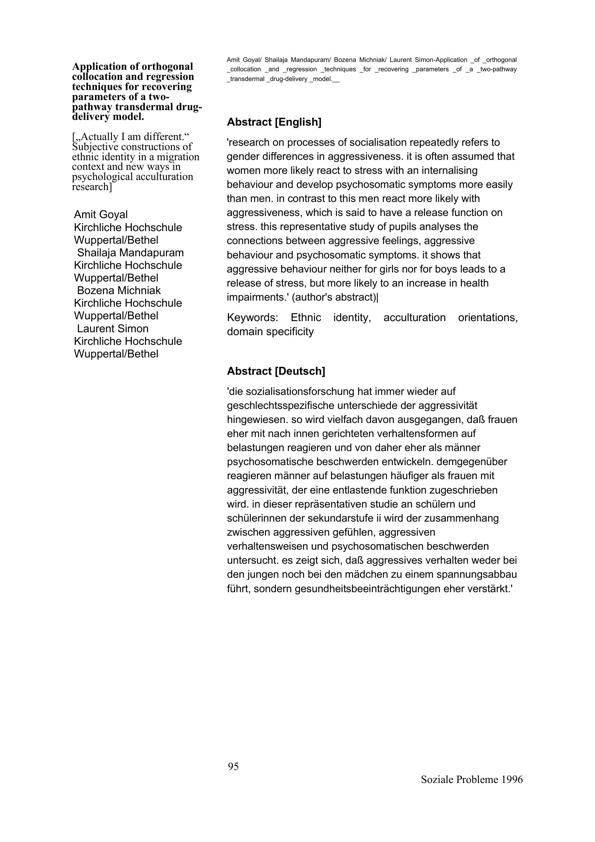 Application of orthogonal
collocation and regression
techniques for recovering
parameters of a two-
pathway transdermal drug-
delivery model.
[„Actually I am different.“
Subjective constructions of
ethnic identity in a migration
context and new ways in
psychological acculturation
research]
Amit Goyal
Kirchliche Hochschule
Wuppertal/Bethel
Shailaja Mandapuram
Kirchliche Hochschule
Wuppertal/Bethel
Bozena Michniak
Kirchliche Hochschule
Wuppertal/Bethel
Laurent Simon
Kirchliche Hochschule
Wuppertal/Bethel
Amit Goyal/ Shailaja Mandapuram/ Bozena Michniak/ Laurent Simon-Application _of _orthogonal
_collocation _and _regression _techniques _for _recovering _parameters _of _a _two-pathway
_transdermal _drug-delivery _model.__
Abstract [English]
'research on processes of socialisation repeatedly refers to
gender differences in aggressiveness. it is often assumed that
women more likely react to stress with an internalising
behaviour and develop psychosomatic symptoms more easily
than men. in contrast to this men react more likely with
aggressiveness, which is said to have a release function on
stress. this representative study of pupils analyses the
connections between aggressive feelings, aggressive
behaviour and psychosomatic symptoms. it shows that
aggressive behaviour neither for girls nor for boys leads to a
release of stress, but more likely to an increase in health
impairments.' (author's abstract)|
Keywords: Ethnic identity, acculturation orientations,
domain specificity
Abstract [Deutsch]
'die sozialisationsforschung hat immer wieder auf
geschlechtsspezifische unterschiede der aggressivität
hingewiesen. so wird vielfach davon ausgegangen, daß frauen
eher mit nach innen gerichteten verhaltensformen auf
belastungen reagieren und von daher eher als männer
psychosomatische beschwerden entwickeln. demgegenüber
reagieren männer auf belastungen häufiger als frauen mit
aggressivität, der eine entlastende funktion zugeschrieben
wird. in dieser repräsentativen studie an schülern und
schülerinnen der sekundarstufe ii wird der zusammenhang
zwischen aggressiven gefühlen, aggressiven
verhaltensweisen und psychosomatischen beschwerden
untersucht. es zeigt sich, daß aggressives verhalten weder bei
den jungen noch bei den mädchen zu einem spannungsabbau
führt, sondern gesundheitsbeeinträchtigungen eher verstärkt.'
95
Soziale Probleme 1996